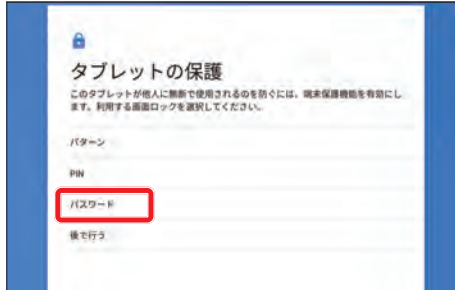 タブレットの保護
このタブレットが他人に無断で使用されるのを防ぐには、端末保護機能を有効にし
ます。利用する画面ロックを選択してください。
パターン
PIN
パスワード
後で行う